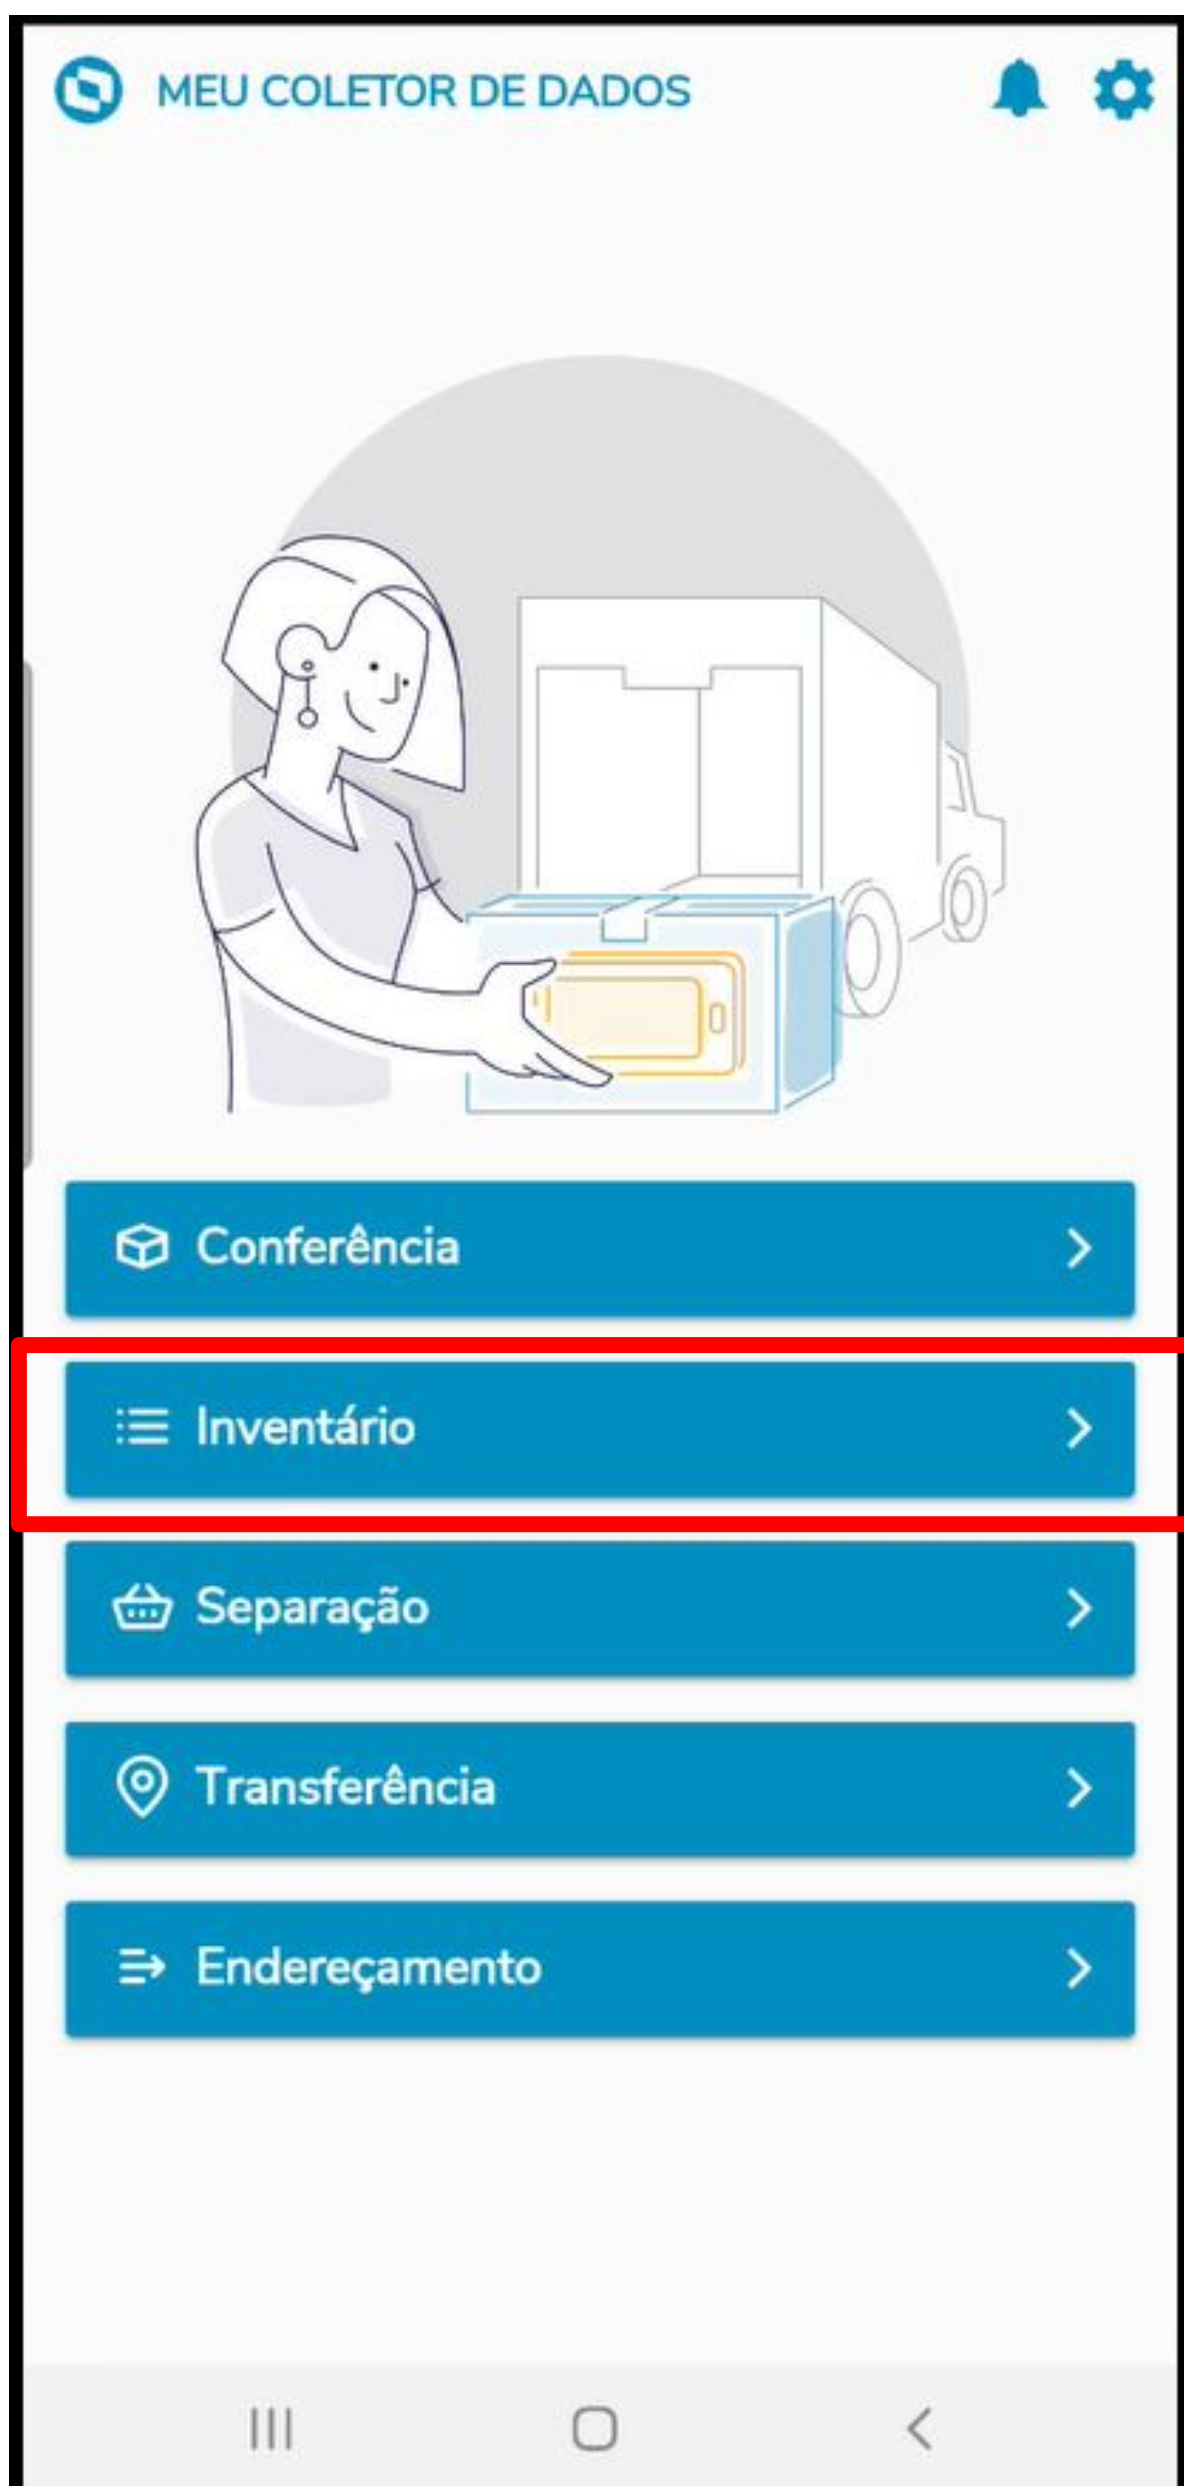 MEU COLETOR DE DADOS
Conferência
Inventário
Separação
Transferência
Endereçamento